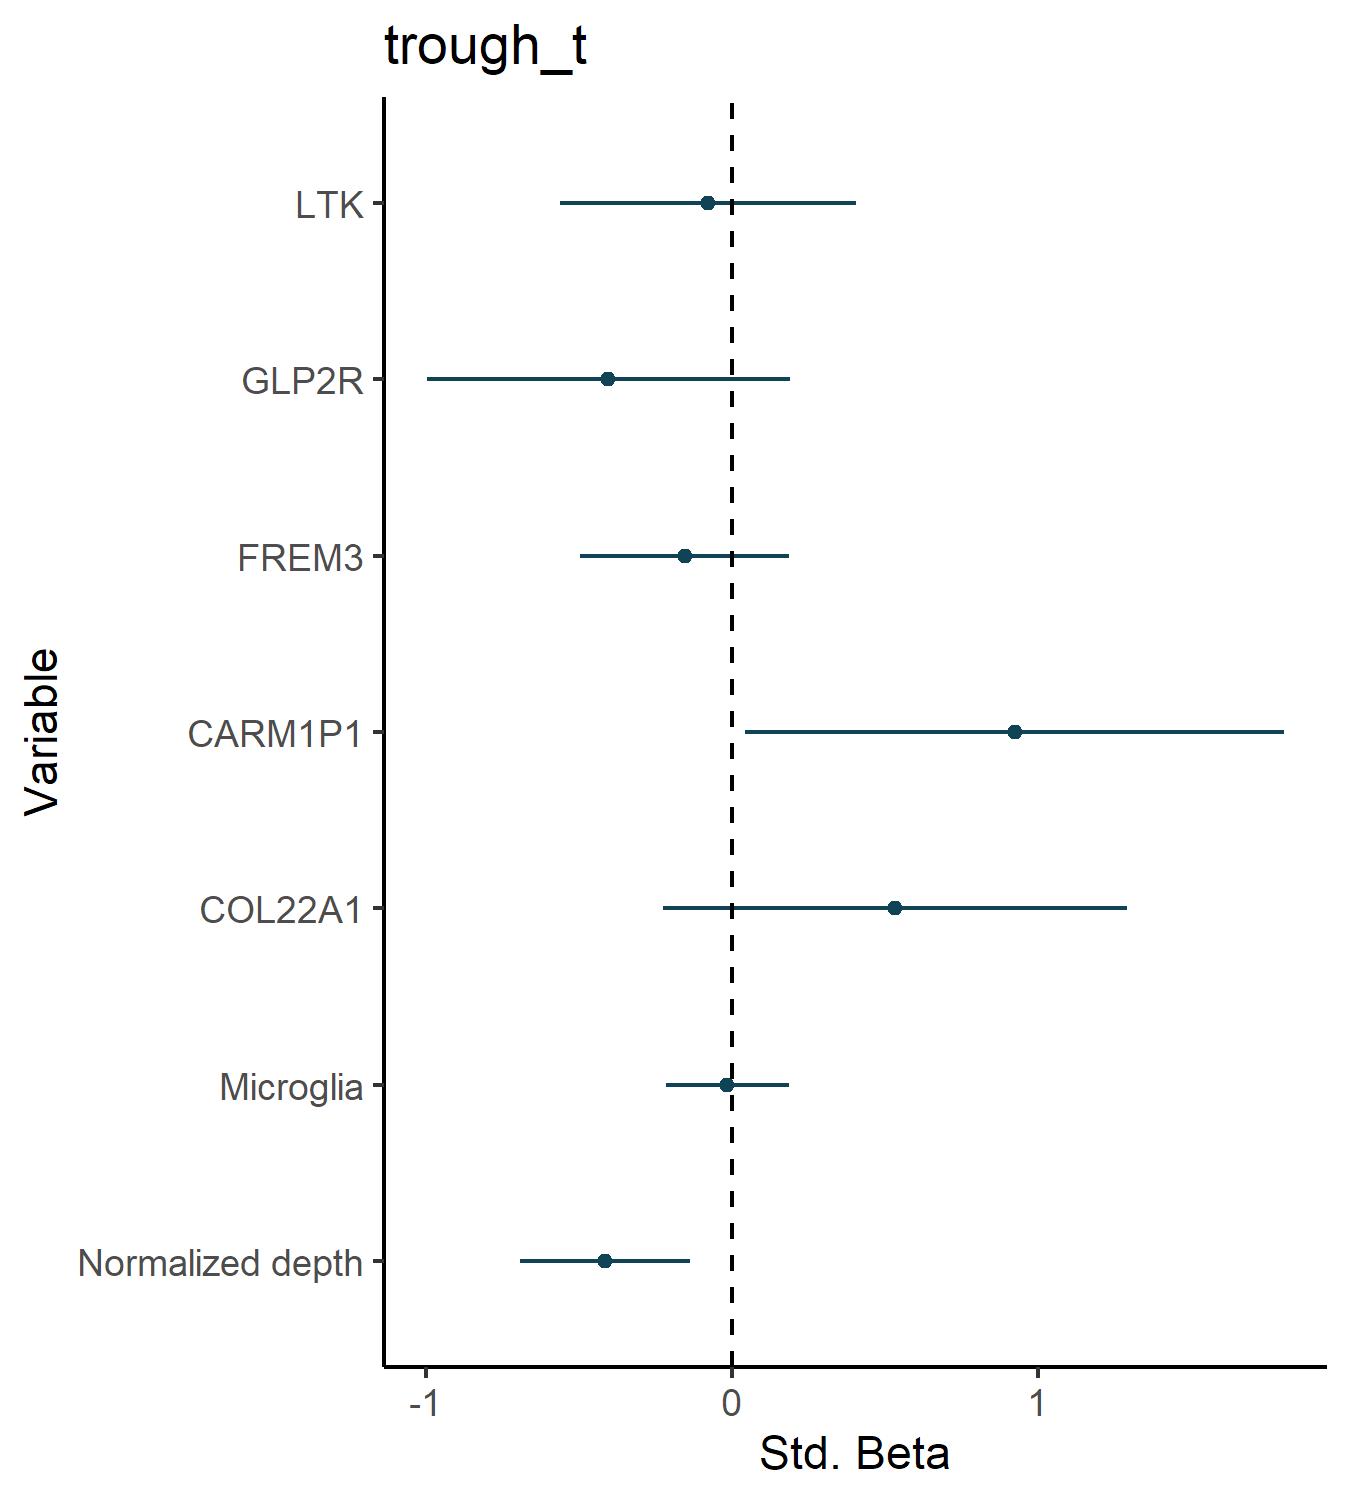 trough_t
LTK
GLP2R
FREM3
CARM1P1
COL22A1
Microglia
Normalized depth
Variable
-1
0
1
Std. Beta